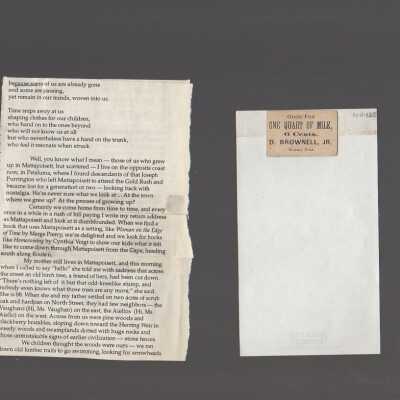 because some of us are already gone
and some are passing,
yet remain in our minds, woven into us.
Time snips away at us
shaping clothes for our children,
who hand on to the ones beyond
who will not know us at all
but who nevertheless have a hand on the trunk,
who feel it resonate when struck.
Well, you know what I mean — those of us who grew
up in Mattapoisett, but scattered — I live on the opposite coast
now, in Petaluma, where I found descendants of that Joseph
Purrington who left Mattapoisett to attend the Gold Rush and
became lost for a generation or two — looking back with
nostalgia. We're never sure what we look at... At the town
where we grew up? At the process of growing up?
Certainly we come home from time to time, and every
once in a while in a rush of bill paying I write my return address
as Mattapoisett and look at it dumbfounded. When we find a
book that uses Mattapoisett as a setting, like Woman on the Edge
of Time by Marge Piercy, we're delighted and we look for books
like Homecoming by Cynthia Voigt to show our kids what it felt
like to come down through Mattapoisett from the Cape, heading
south along Route 6.
My mother still lives in Mattapoisett, and this morning
when I called to say "hello" she told me with sadness that across
the street an old horn tree, a friend of hers, had been cut down.
"There's nothing left of it but that odd-kneelike stump, and
nobody even knows what those trees are any more," she said.
She is 88. When she and my father settled on two acres of scrub
oak and hardpan on North Street, they had few neighbors — the
Vaughans (Hi, Ms. Vaughan) on the east, the Aiellos (Hi, Ms.
Aiello) on the west. Across from us were pine woods and
blackberry brambles, sloping down toward the Herring Weir in
reedy woods and swamplands dotted with huge rocks and
those unmistakable signs of earlier civilization — stone fences.
We children thought the woods were ours — we ran
down old lumber trails to go swimming, looking for arrowheads
Good For
ONE QUART OF MILK,
6 Cents.
D. BROWNELL, JR.